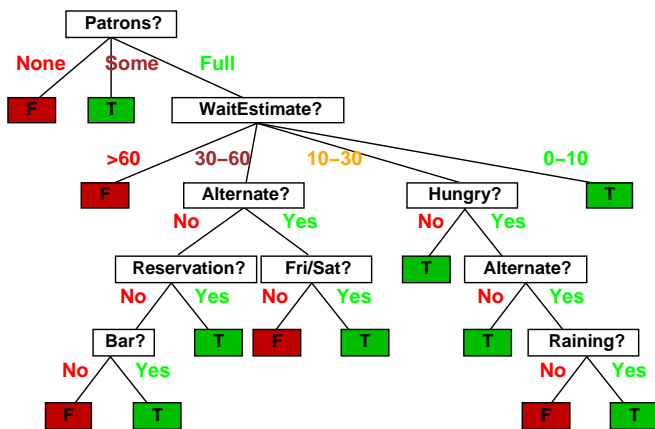 Patrons?
None Some Full
F T WaitEstimate?
>60 30–60 10–30 0–10
F Alternate? Hungry? T
No Yes No Yes
Reservation? Fri/Sat? T Alternate?
No Yes No Yes No Yes
Bar? T F T T Raining?
No Yes No Yes
F T F T